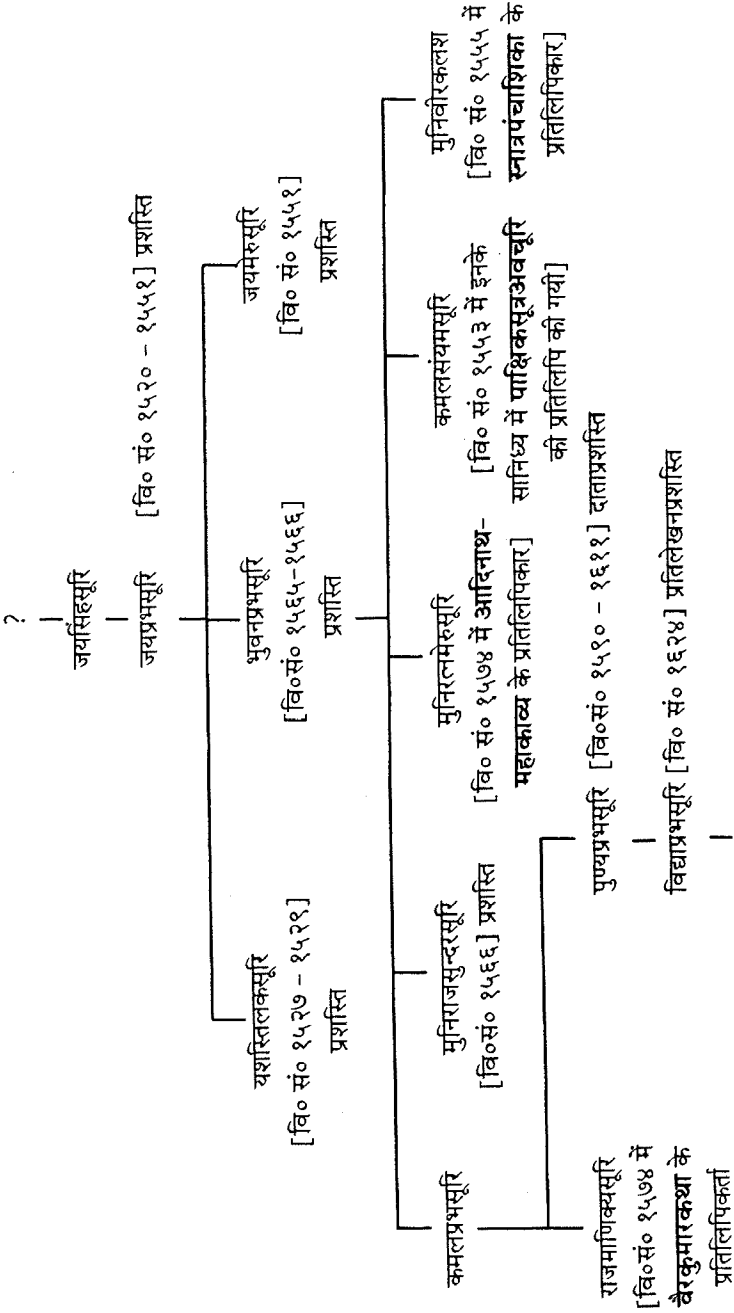 ?
जयसिंहसूरि
जयप्रभसूरि [वि० सं० १५२० - १५५१] प्रशस्ति
यशस्तिलकसूरि
[वि० सं० १५२७ - १५२९]
प्रशस्ति
भुवनप्रभसूरि
[वि०सं० १५६५-१५६६]
प्रशस्ति
जयमेरुसूरि
[वि० सं० १५५१]
प्रशस्ति
कमलप्रभसूरि
मुनिराजसुन्दरसूरि
[वि०सं० १५६६] प्रशस्ति
मुनिरत्नमेरुसूरि
[वि० सं० १५७४ में आदिनाथ-
महाकाव्य के प्रतिलिपिकार]
कमलसंयमसूरि
[वि० सं० १५५३ में इनके
सानिध्य में पाक्षिकसूत्रअवचूरि
की प्रतिलिपि की गयी]
मुनिवीरकलश
[वि० सं० १५५५ में
स्नात्रपंचाशिका के
प्रतिलिपिकार]
राजमाणिक्यसूरि
[वि०सं० १५७४ में
वैरकुमारकथा के
प्रतिलिपिकर्ता
पुण्यप्रभसूरि [वि०सं० १५९० - १६११] दाताप्रशस्ति
विद्याप्रभसूरि [वि० सं० १६२४] प्रतिलेखनप्रशस्ति